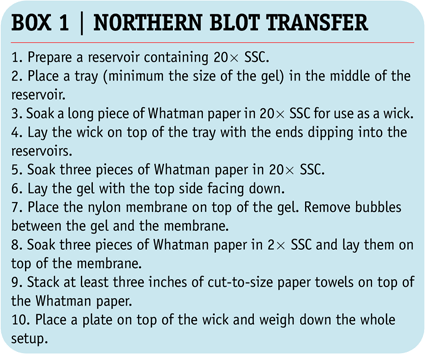 BOX 1 | NORTHERN BLOT TRANSFER
1. Prepare a reservoir containing 20× SSC.
2. Place a tray (minimum the size of the gel) in the middle of the
reservoir.
3. Soak a long piece of Whatman paper in 20× SSC for use as a wick.
4. Lay the wick on top of the tray with the ends dipping into the
reservoirs.
5. Soak three pieces of Whatman paper in 20× SSC.
6. Lay the gel with the top side facing down.
7. Place the nylon membrane on top of the gel. Remove bubbles
between the gel and the membrane.
8. Soak three pieces of Whatman paper in 2× SSC and lay them on
top of the membrane.
9. Stack at least three inches of cut-to-size paper towels on top of
the Whatman paper.
10. Place a plate on top of the wick and weigh down the whole
setup.